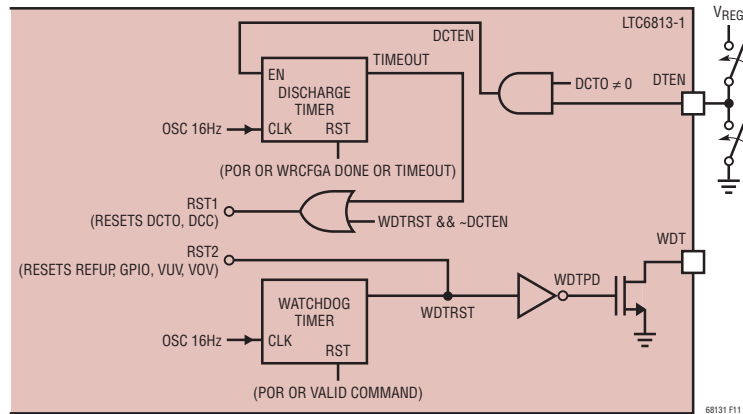 LTC6813-1
VREG
DCTEN
TIMEOUT
EN
DISCHARGE
TIMER
CLK
RST
OSC 16Hz
DCTO ≠ 0
DTEN
(POR OR WRCFGA DONE OR TIMEOUT)
RST1
(RESETS DCTO, DCC)
WDTRST && ~DCTEN
RST2
(RESETS REFUP, GPIO, VUV, VOV)
WDT
WATCHDOG
TIMER
WDTPD
WDTRST
OSC 16Hz
CLK
RST
(POR OR VALID COMMAND)
68131 F11